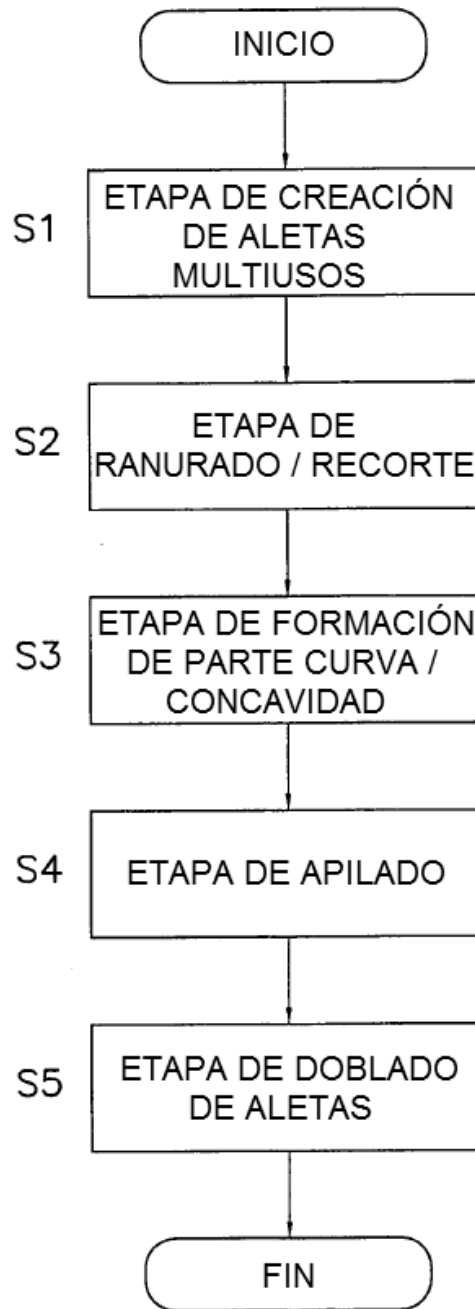 INICIO
S1
ETAPA DE CREACIÓN
DE ALETAS
MULTIUSOS
S2
ETAPA DE
RANURADO / RECORTE
S3
ETAPA DE FORMACIÓN
DE PARTE CURVA /
CONCAVIDAD
S4
ETAPA DE APILADO
S5
ETAPA DE DOBLADO
DE ALETAS
FIN